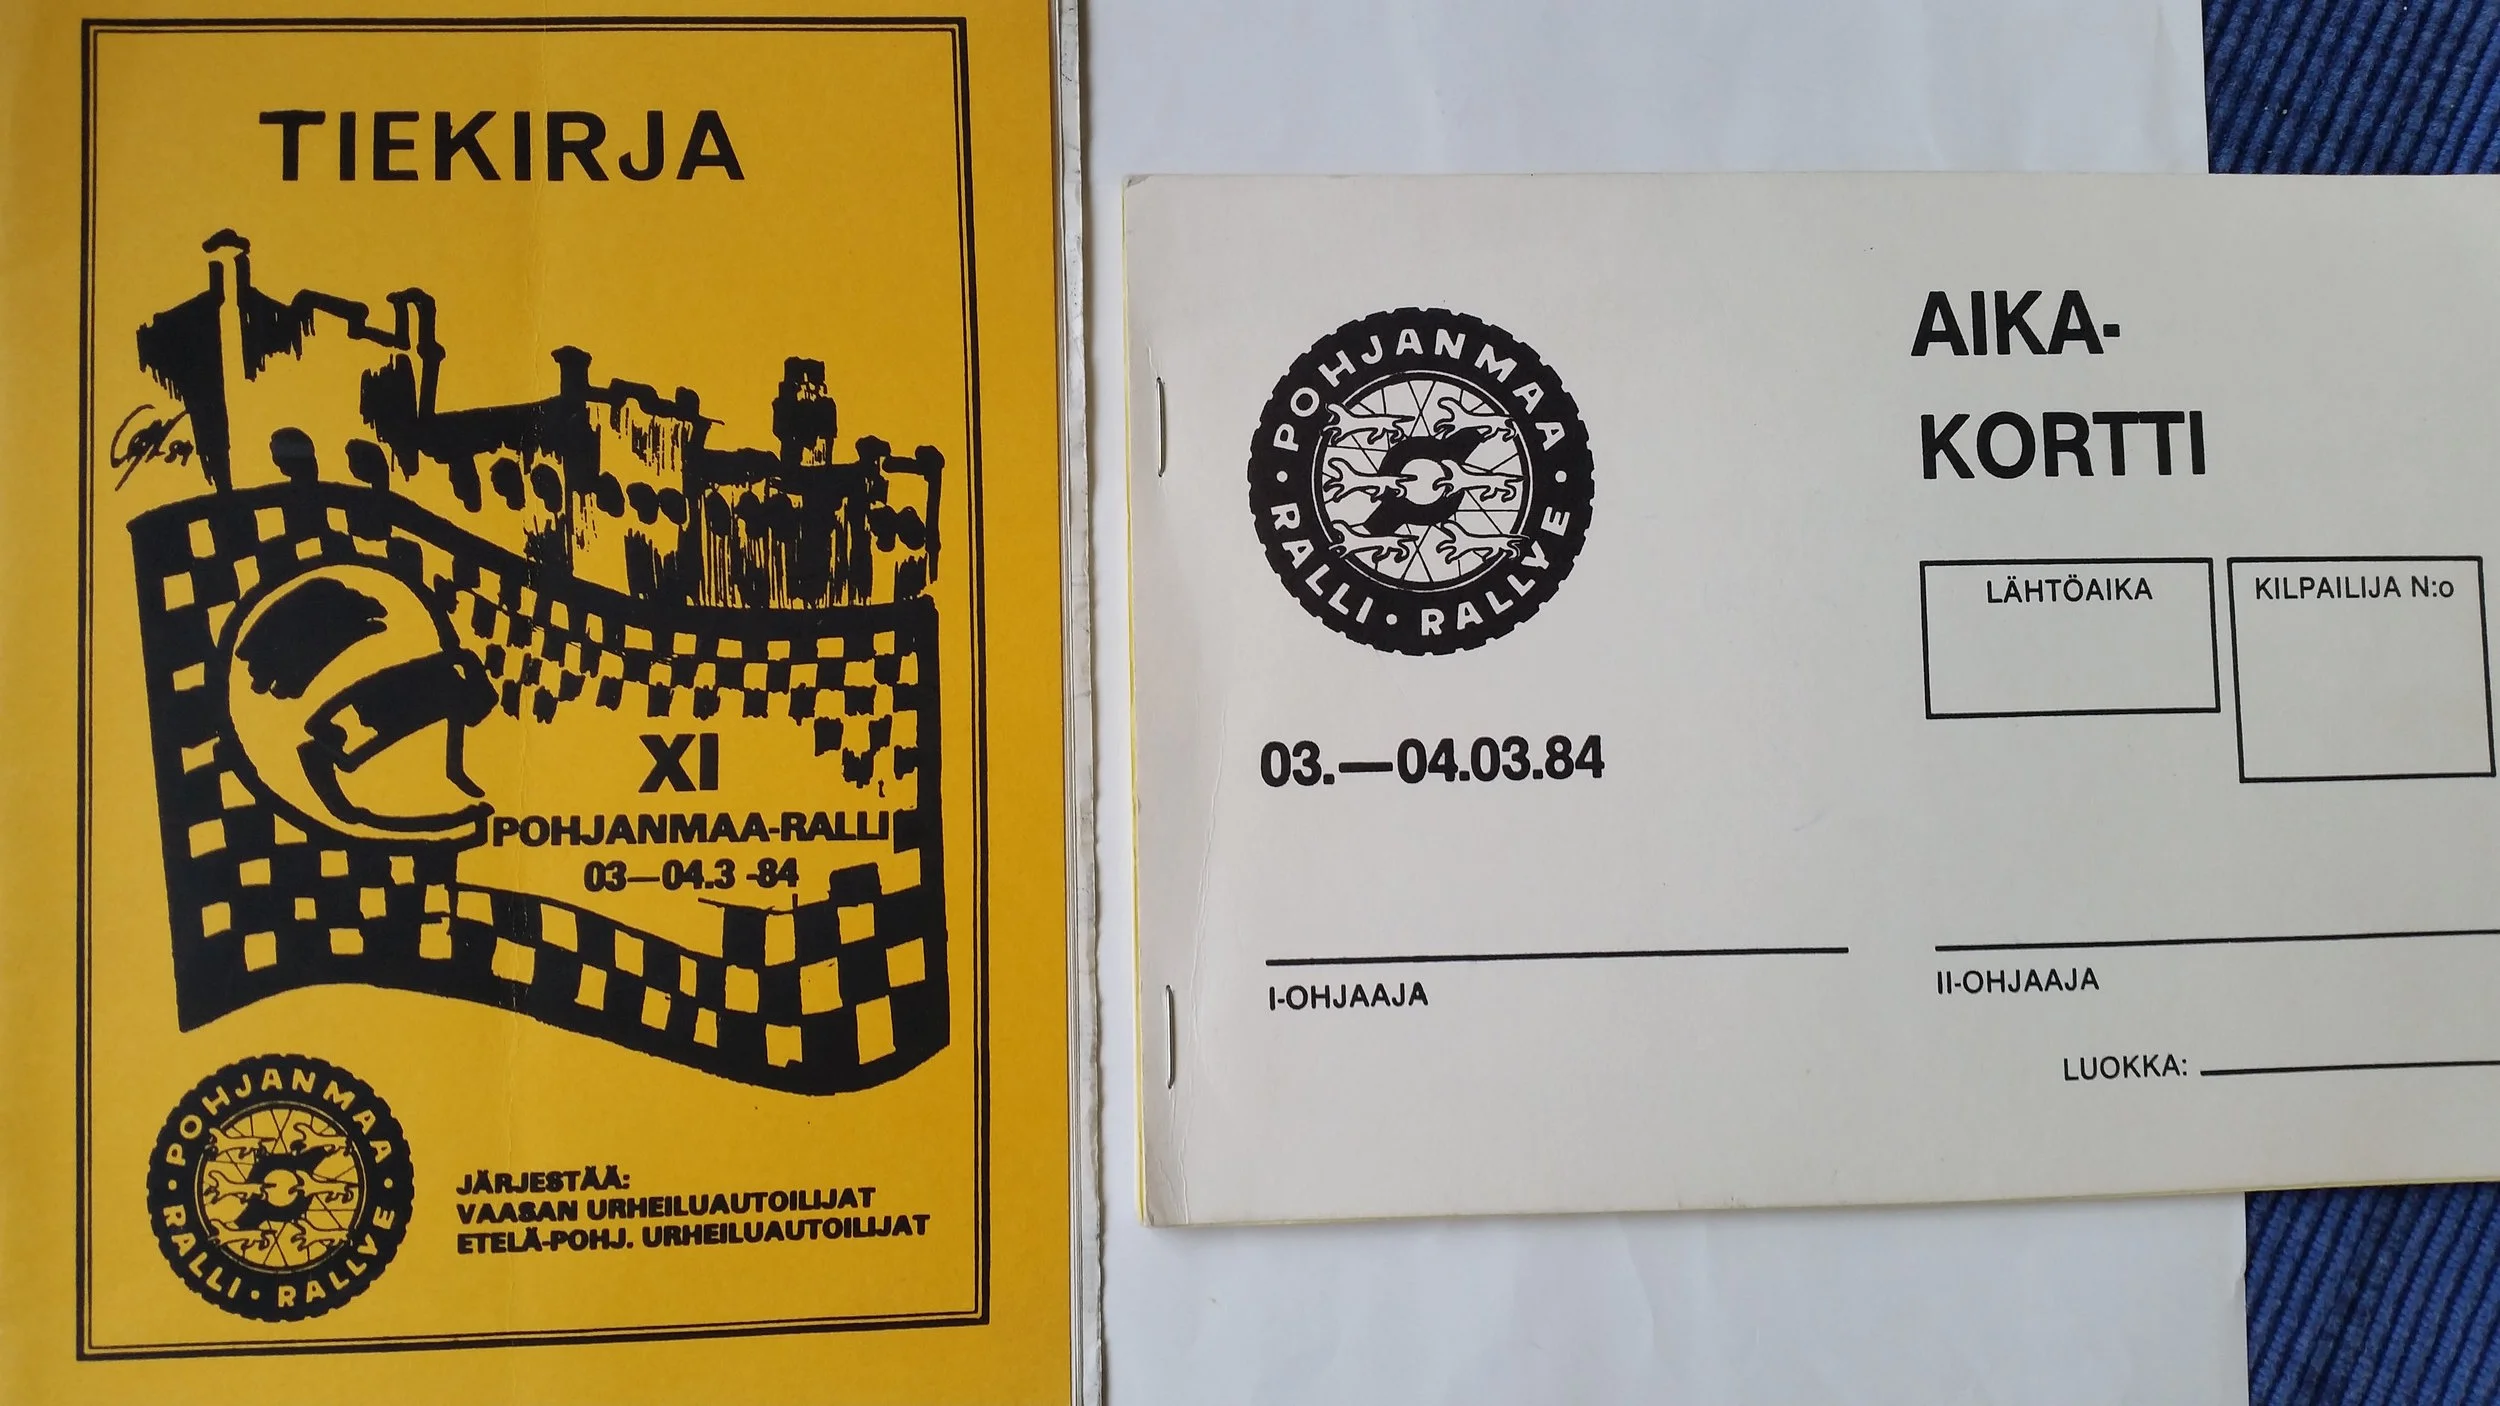 TIEKIRJA
XI
POHJANMAA-RALLI
03—04.3 -84
POHJANMAA • RALLI • RALLYE •
JÄRJESTÄÄ:
VAASAN URHEILUAUTOILIJAT
ETELÄ-POHJ. URHEILUAUTOILIJAT
AIKA-
KORTTI
POHJANMAA • RALLI • RALLYE •
LÄHTÖAIKA
KILPAILIJA N:o
03.—04.03.84
I-OHJAAJA
II-OHJAAJA
LUOKKA: